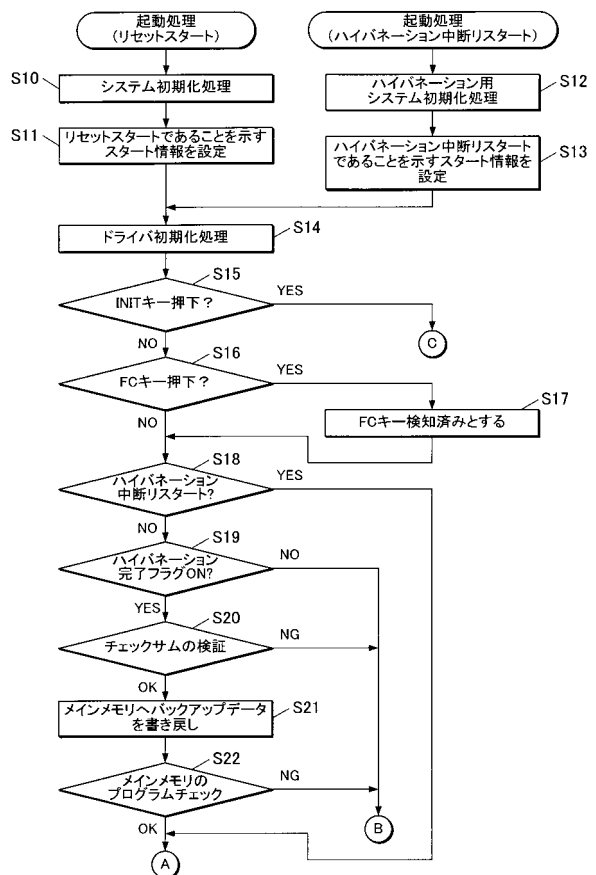 起動処理
(リセットスタート)
起動処理
(ハイバネーション中断リスタート)
S10
システム初期化処理
ハイバネーション用
システム初期化処理
S12
S11
リセットスタートであることを示す
スタート情報を設定
ハイバネーション中断リスタート
であることを示すスタート情報を
設定
S13
ドライバ初期化処理
S14
S15
INITキー押下？
YES
C
NO
S16
FCキー押下？
YES
S17
FCキー検知済みとする
NO
S18
ハイバネーション
中断リスタート?
YES
NO
S19
ハイバネーション
完了フラグON?
NO
YES
S20
チェックサムの検証
NG
OK
メインメモリへバックアップデータ
を書き戻し
S21
S22
メインメモリの
プログラムチェック
NG
OK
B
A